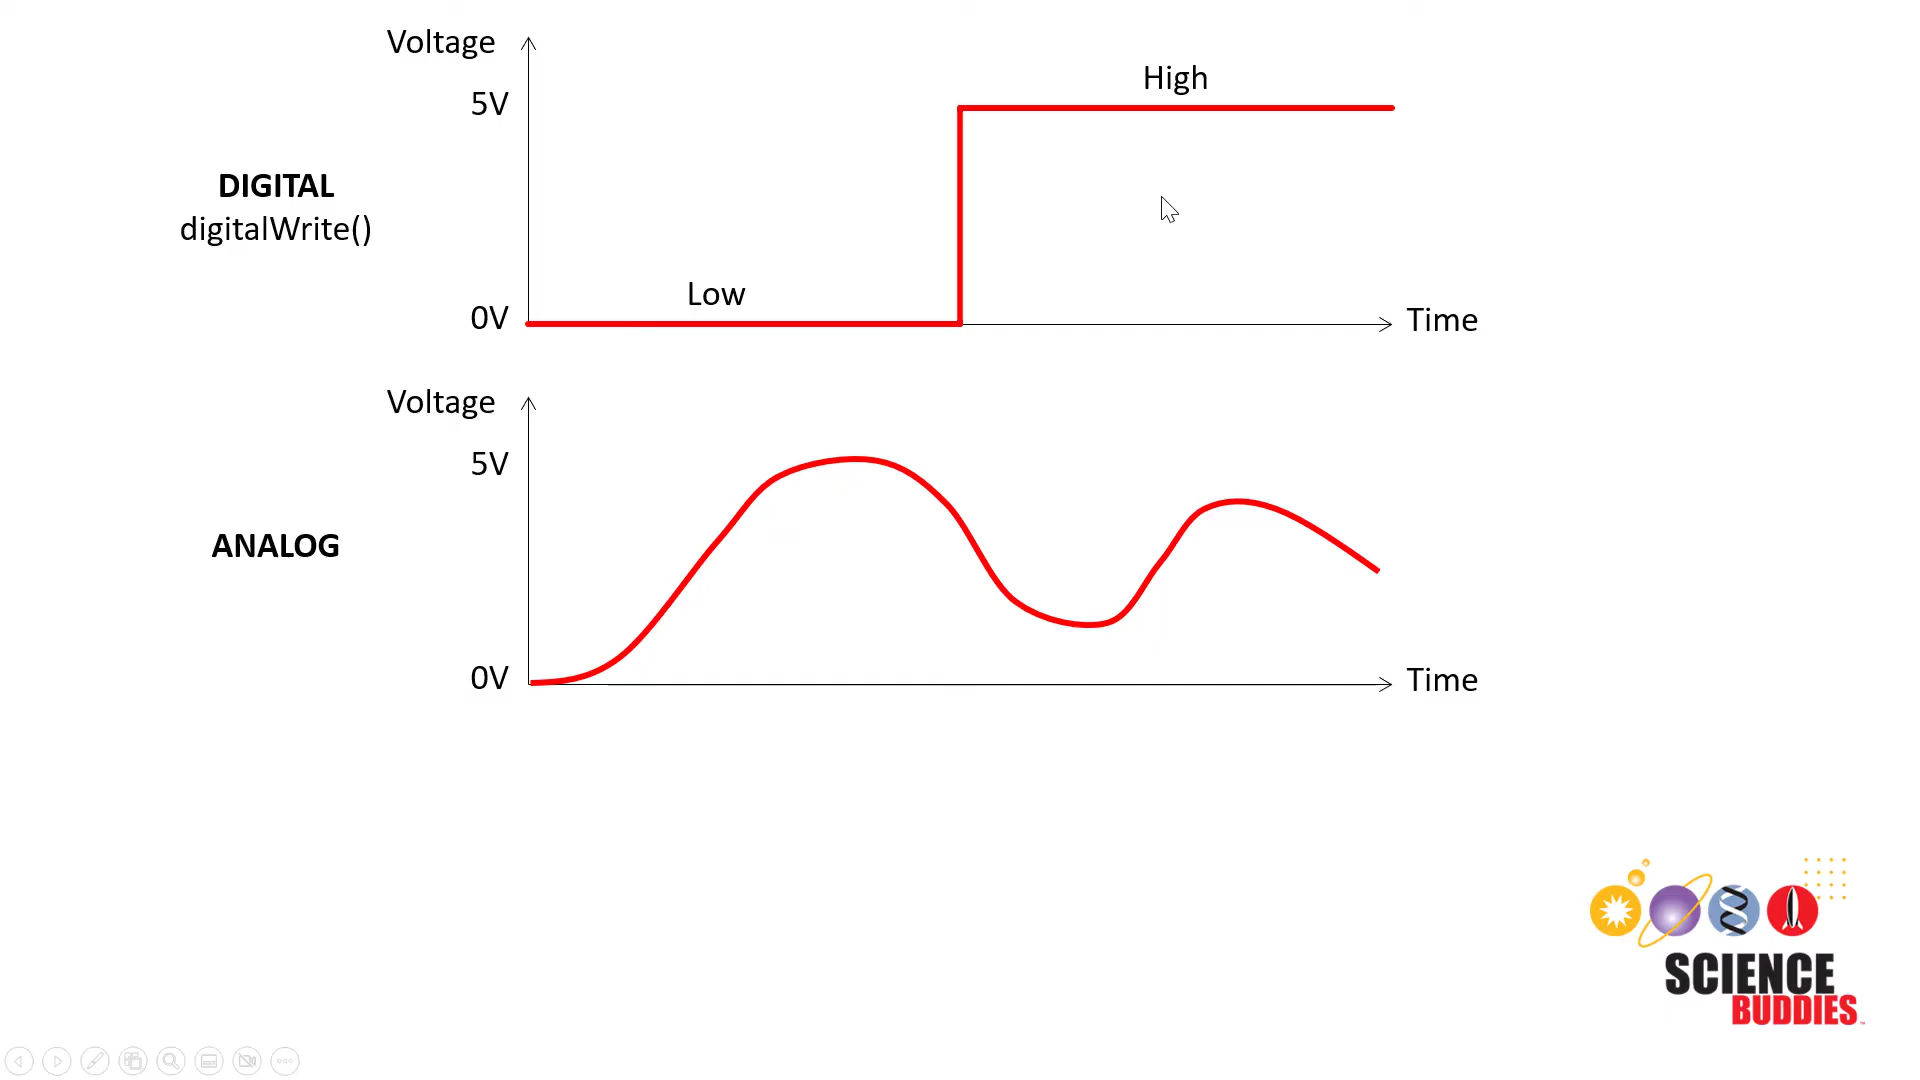 Voltage
5V
High
DIGITAL
digitalWrite()
Low
0V
Time
Voltage
5V
ANALOG
0V
Time
SCIENCE
BUDDIES